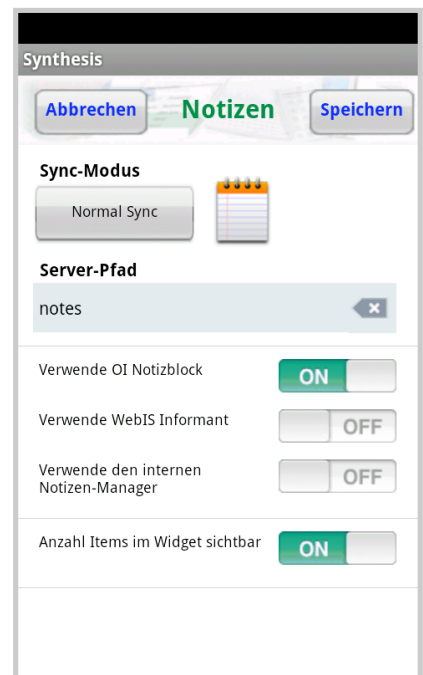 Synthesis
Abbrechen Notizen Speichern
Sync-Modus
Normal Sync
Server-Pfad
notes
Verwende OI Notizblock ON
Verwende WebIS Informant OFF
Verwende den internen
Notizen-Manager OFF
Anzahl Items im Widget sichtbar ON